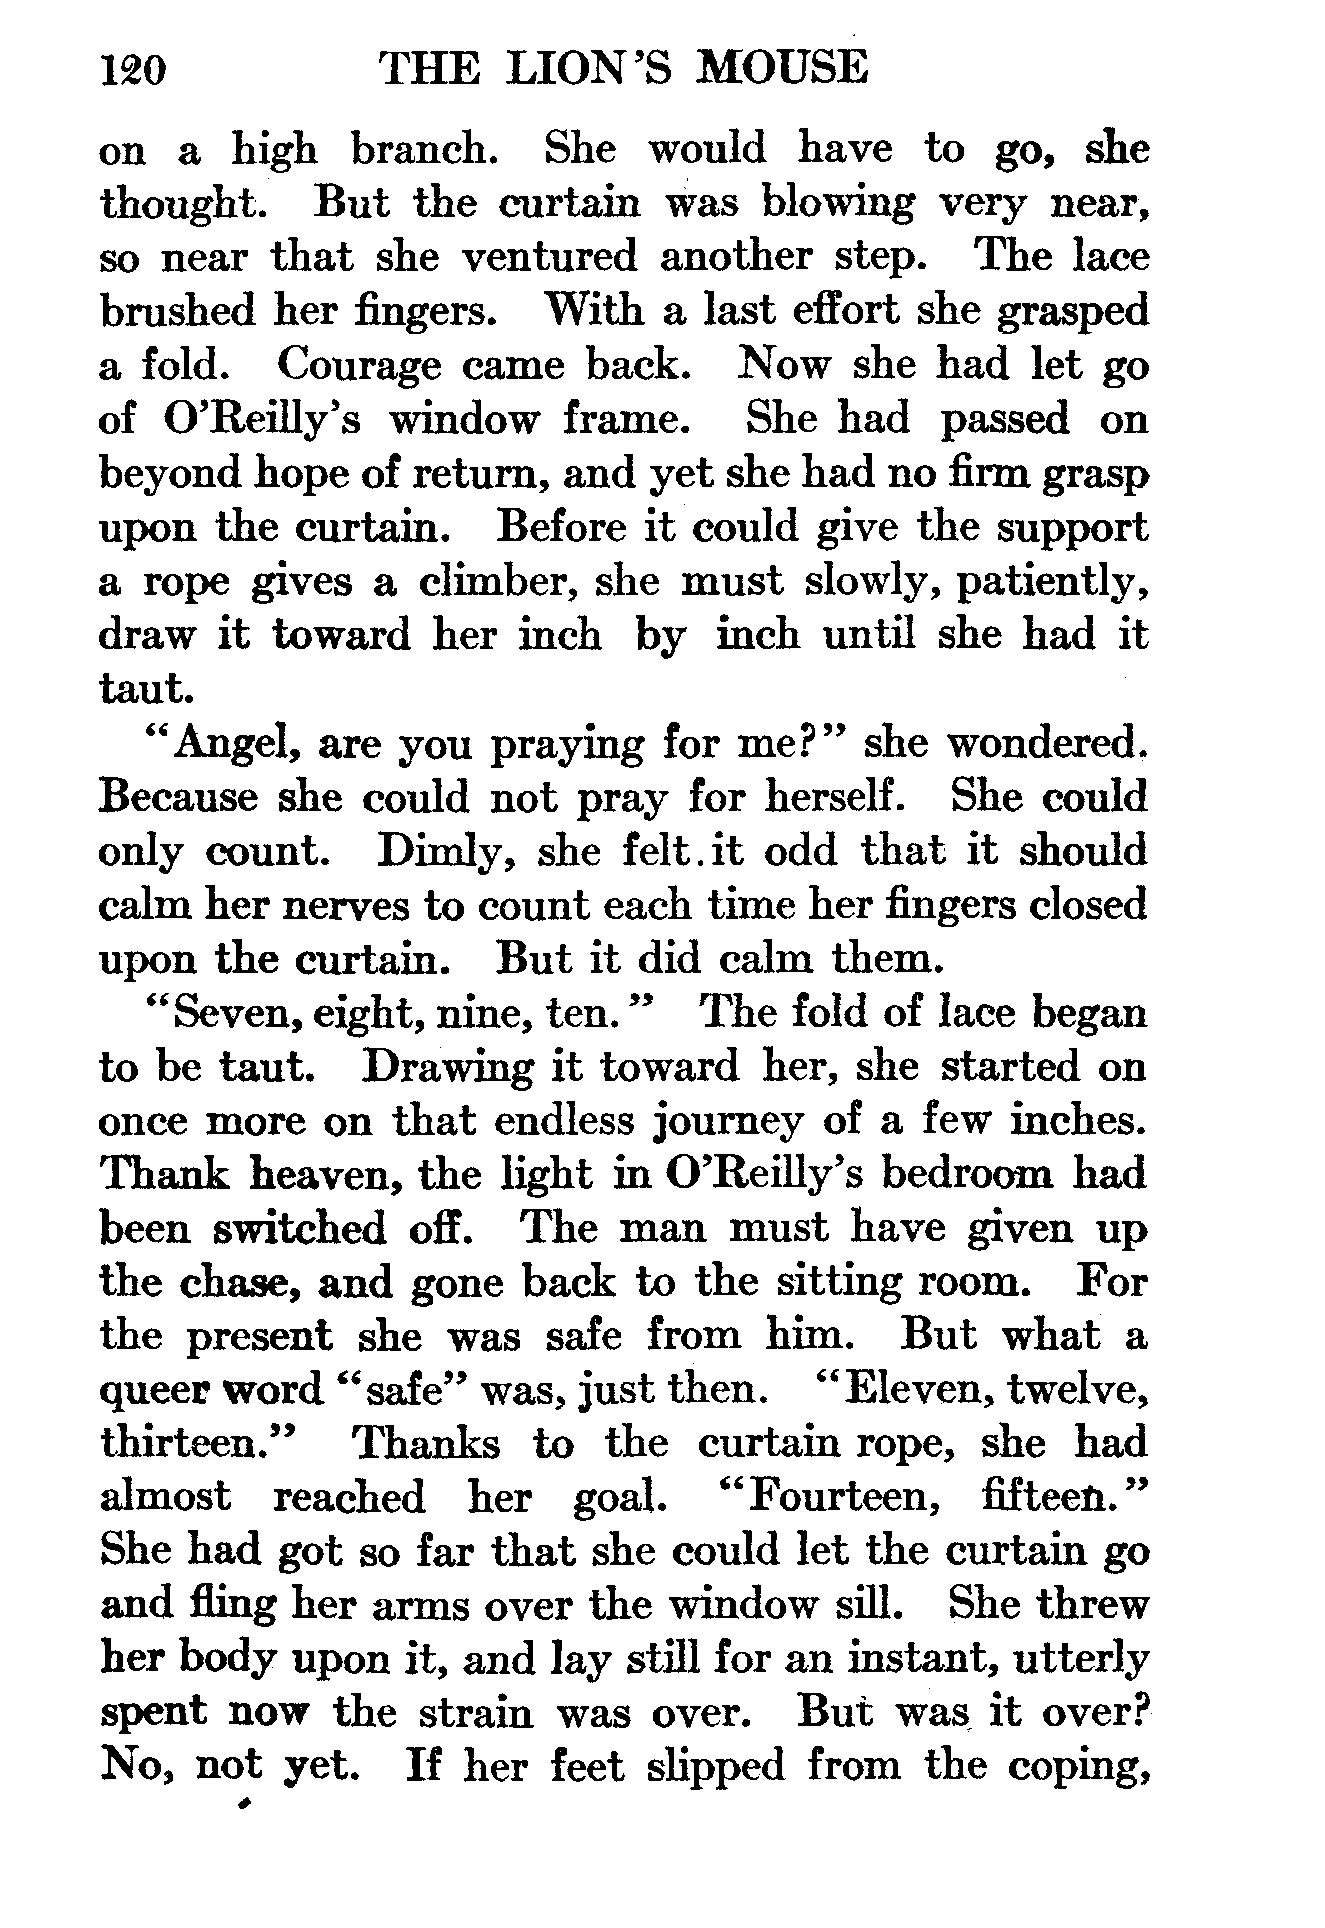 120 THE LION'S MOUSE
on a high branch. She would have to go, she
thought. But the curtain was blowing very near,
so near that she ventured another step. The lace
brushed her fingers. With a last effort she grasped
a fold. Courage came back. Now she had let go
of O'Reilly's window frame. She had passed on
beyond hope of return, and yet she had no firm grasp
upon the curtain. Before it could give the support
a rope gives a climber, she must slowly, patiently,
draw it toward her inch by inch until she had it
taut.
“Angel, are you praying for me?” she wondered.
Because she could not pray for herself. She could
only count. Dimly, she felt it odd that it should
calm her nerves to count each time her fingers closed
upon the curtain. But it did calm them.
“Seven, eight, nine, ten.” The fold of lace began
to be taut. Drawing it toward her, she started on
once more on that endless journey of a few inches.
Thank heaven, the light in O'Reilly's bedroom had
been switched off. The man must have given up
the chase, and gone back to the sitting room. For
the present she was safe from him. But what a
queer word “safe” was, just then. “Eleven, twelve,
thirteen.” Thanks to the curtain rope, she had
almost reached her goal. “Fourteen, fifteen.”
She had got so far that she could let the curtain go
and fling her arms over the window sill. She threw
her body upon it, and lay still for an instant, utterly
spent now the strain was over. But was it over?
No, not yet. If her feet slipped from the coping,